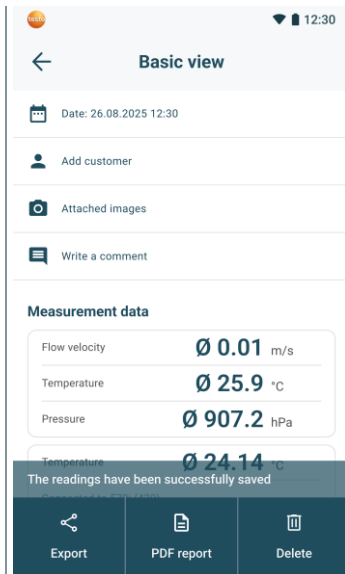 testo
12:30
Basic view
Date: 26.08.2025 12:30
Add customer
Attached images
Write a comment
Measurement data
Flow velocity Ø 0.01 m/s
Temperature Ø 25.9 °C
Pressure Ø 907.2 hPa
Temperature Ø 24.14 °C
The readings have been successfully saved
Export PDF report Delete